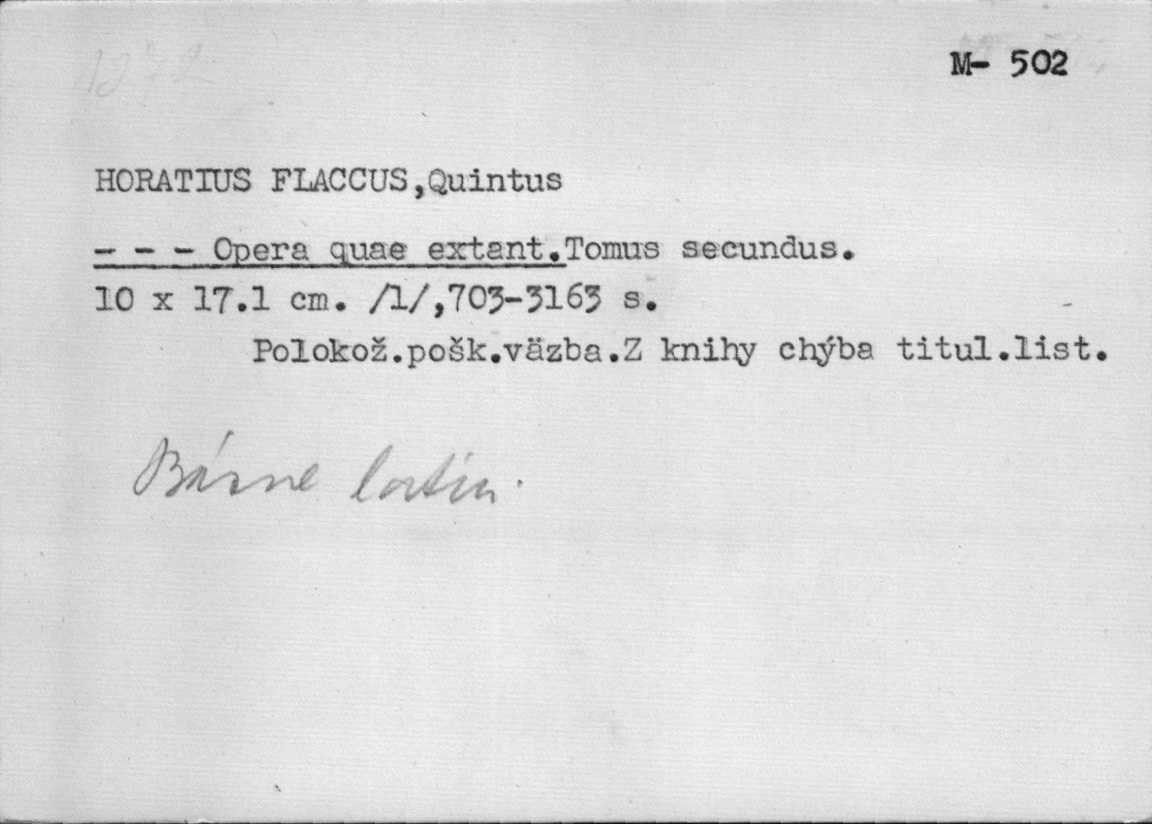 M- 502
HORATIUS FLACCUS,Quintus
- - - Opera quae extant.Tomus secundus.
10 x 17.1 cm. /1/,703-3163 s.
Polokož.pošk.väzba.Z knihy chýba titul.list.
Básne latin.